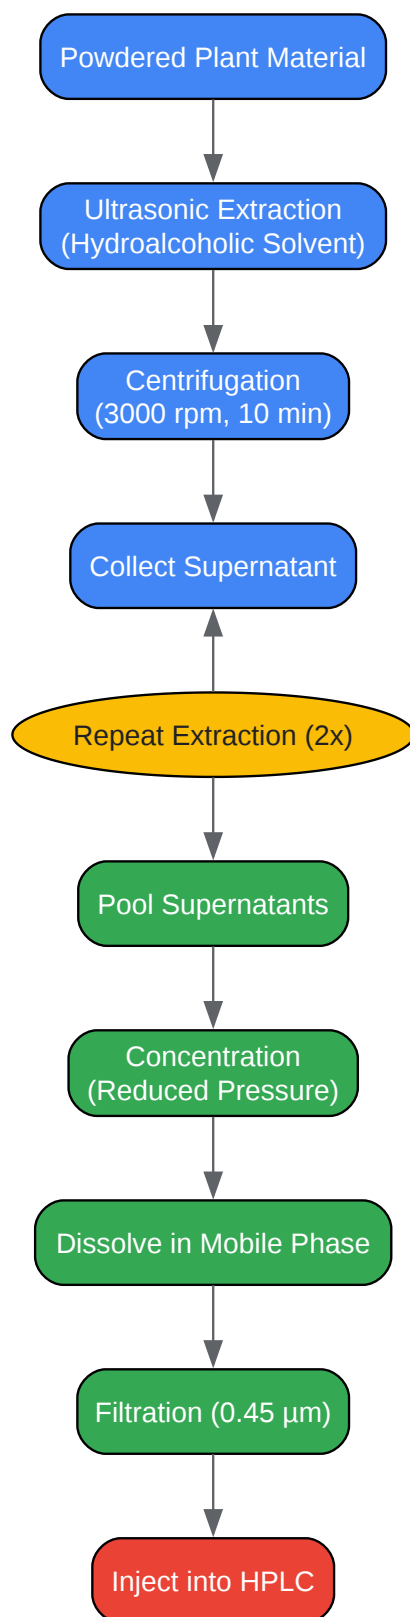 Powdered Plant Material
Ultrasonic Extraction
(Hydroalcoholic Solvent)
Centrifugation
(3000 rpm, 10 min)
Collect Supernatant
Repeat Extraction (2x)
Pool Supernatants
Concentration
(Reduced Pressure)
Dissolve in Mobile Phase
Filtration (0.45 µm)
Inject into HPLC